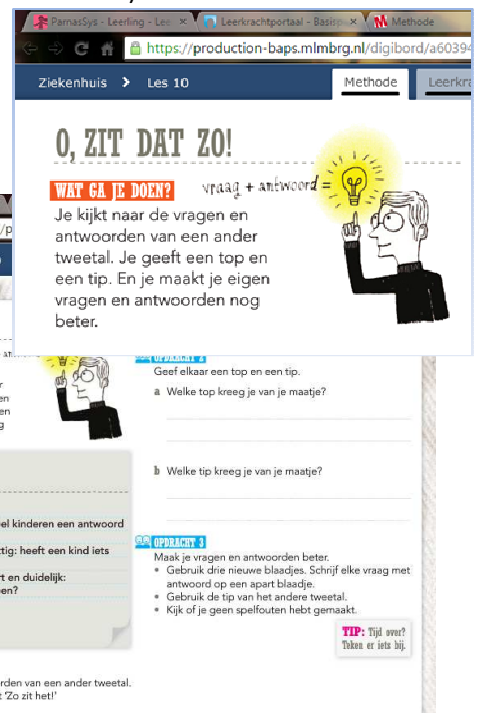 ParnasSys - Leerling - Lee
Leerkrachtportaal - Basisp
Methode
https://production-baps.mlmbrg.nl/digibord/a60394
Ziekenhuis > Les 10
Methode
Leerkra
O, ZIT DAT ZO!
WAT GA JE DOEN?
vraag + antwoord =
Je kijkt naar de vragen en
antwoorden van een ander
tweetal. Je geeft een top en
een tip. En je maakt je eigen
vragen en antwoorden nog
beter.
Geef elkaar een top en een tip.
a Welke top kreeg je van je maatje?
b Welke tip kreeg je van je maatje?
el kinderen een antwoord
tig: heeft een kind iets
rt en duidelijk:
en?
OPDRACHT 3
Maak je vragen en antwoorden beter.
• Gebruik drie nieuwe blaadjes. Schrijf elke vraag met
antwoord op een apart blaadje.
• Gebruik de tip van het andere tweetal.
• Kijk of je geen spelfouten hebt gemaakt.
TIP: Tijd over?
Teken er iets bij.
rden van een ander tweetal.
t 'Zo zit het!'